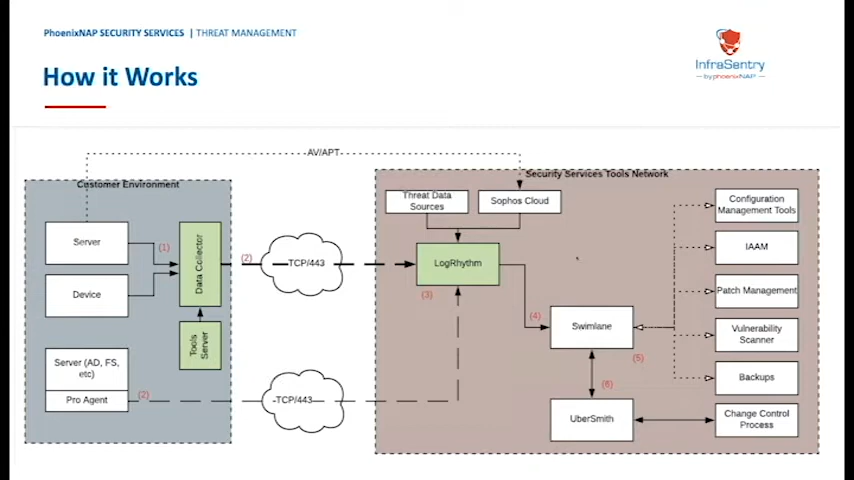 PhoenixNAP SECURITY SERVICES | THREAT MANAGEMENT
How it Works
InfraSentry
by phoenixNAP
AV/APT
Customer Environment
Server
Device
(1)
Data Collector
Tools
Server
Server (AD, FS,
etc)
Pro Agent
(2)
(2)
TCP/443
TCP/443
Security Services Tools Network
Threat Data
Sources
Sophos Cloud
LogRhythm
(3)
(4)
Swimlane
(5)
(6)
UberSmith
Configuration
Management Tools
IAAM
Patch Management
Vulnerability
Scanner
Backups
Change Control
Process